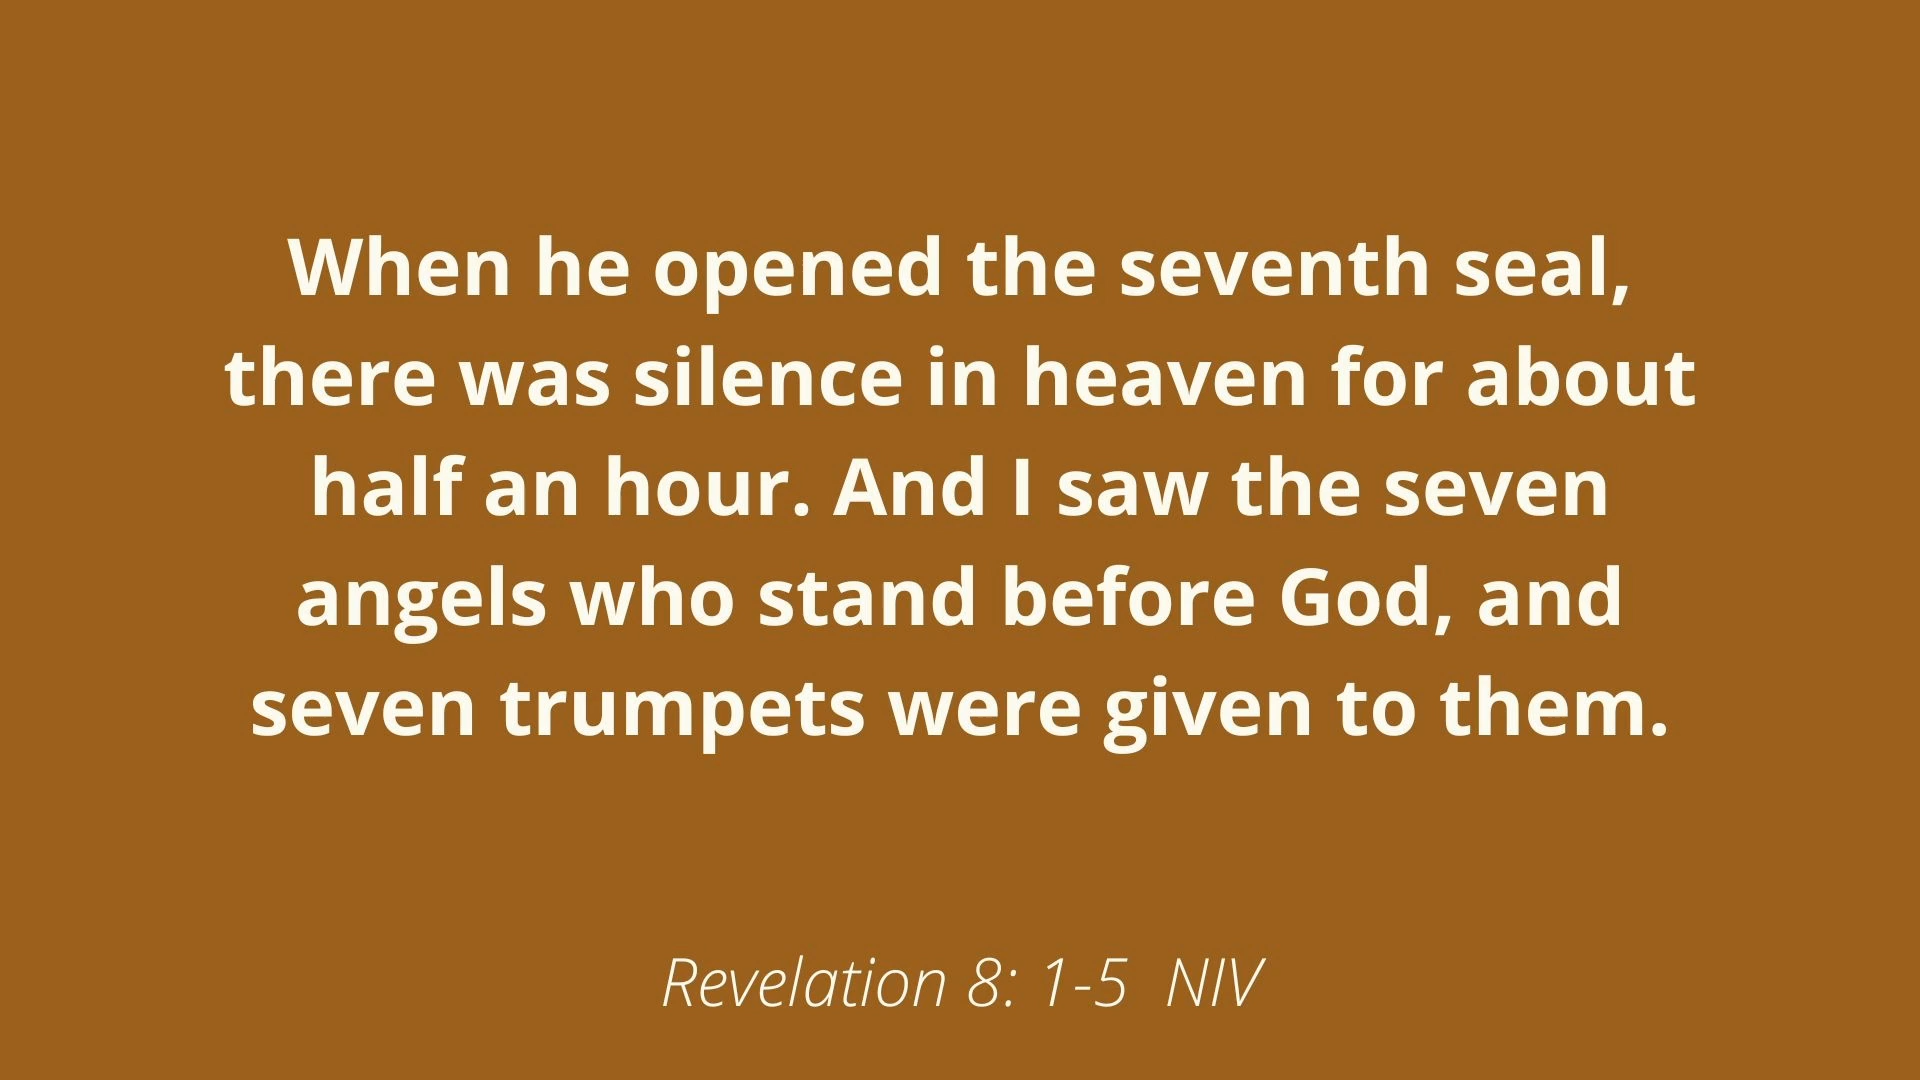 When he opened the seventh seal,
there was silence in heaven for about
half an hour. And I saw the seven
angels who stand before God, and
seven trumpets were given to them.
Revelation 8: 1-5 NIV